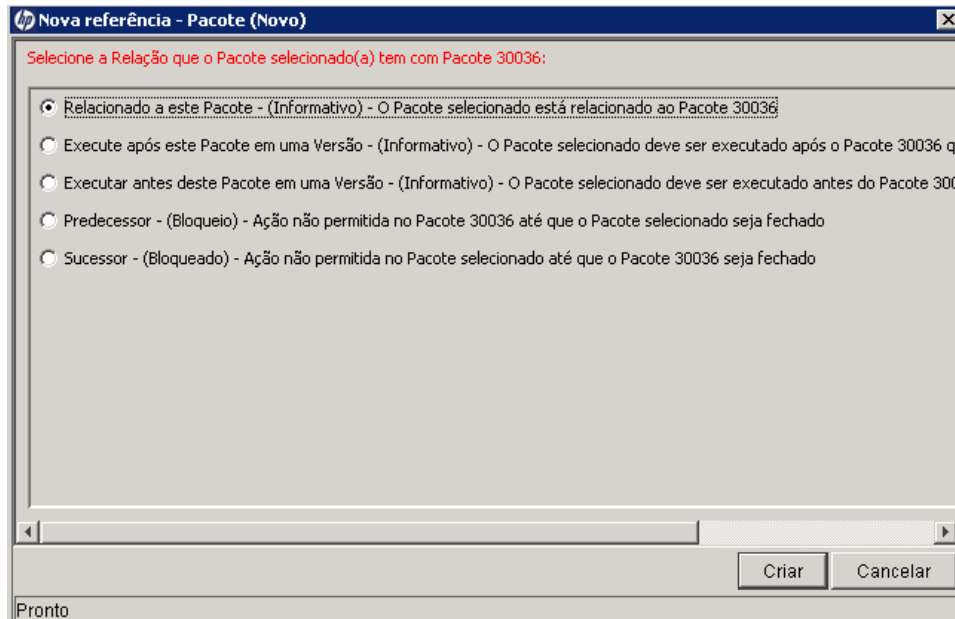 hp Nova referência - Pacote (Novo)
Selecione a Relação que o Pacote selecionado(a) tem com Pacote 30036:
Relacionado a este Pacote - (Informativo) - O Pacote selecionado está relacionado ao Pacote 30036
Execute após este Pacote em uma Versão - (Informativo) - O Pacote selecionado deve ser executado após o Pacote 30036 q
Executar antes deste Pacote em uma Versão - (Informativo) - O Pacote selecionado deve ser executado antes do Pacote 300
Predecessor - (Bloqueio) - Ação não permitida no Pacote 30036 até que o Pacote selecionado seja fechado
Sucessor - (Bloqueado) - Ação não permitida no Pacote selecionado até que o Pacote 30036 seja fechado
Criar Cancelar
Pronto